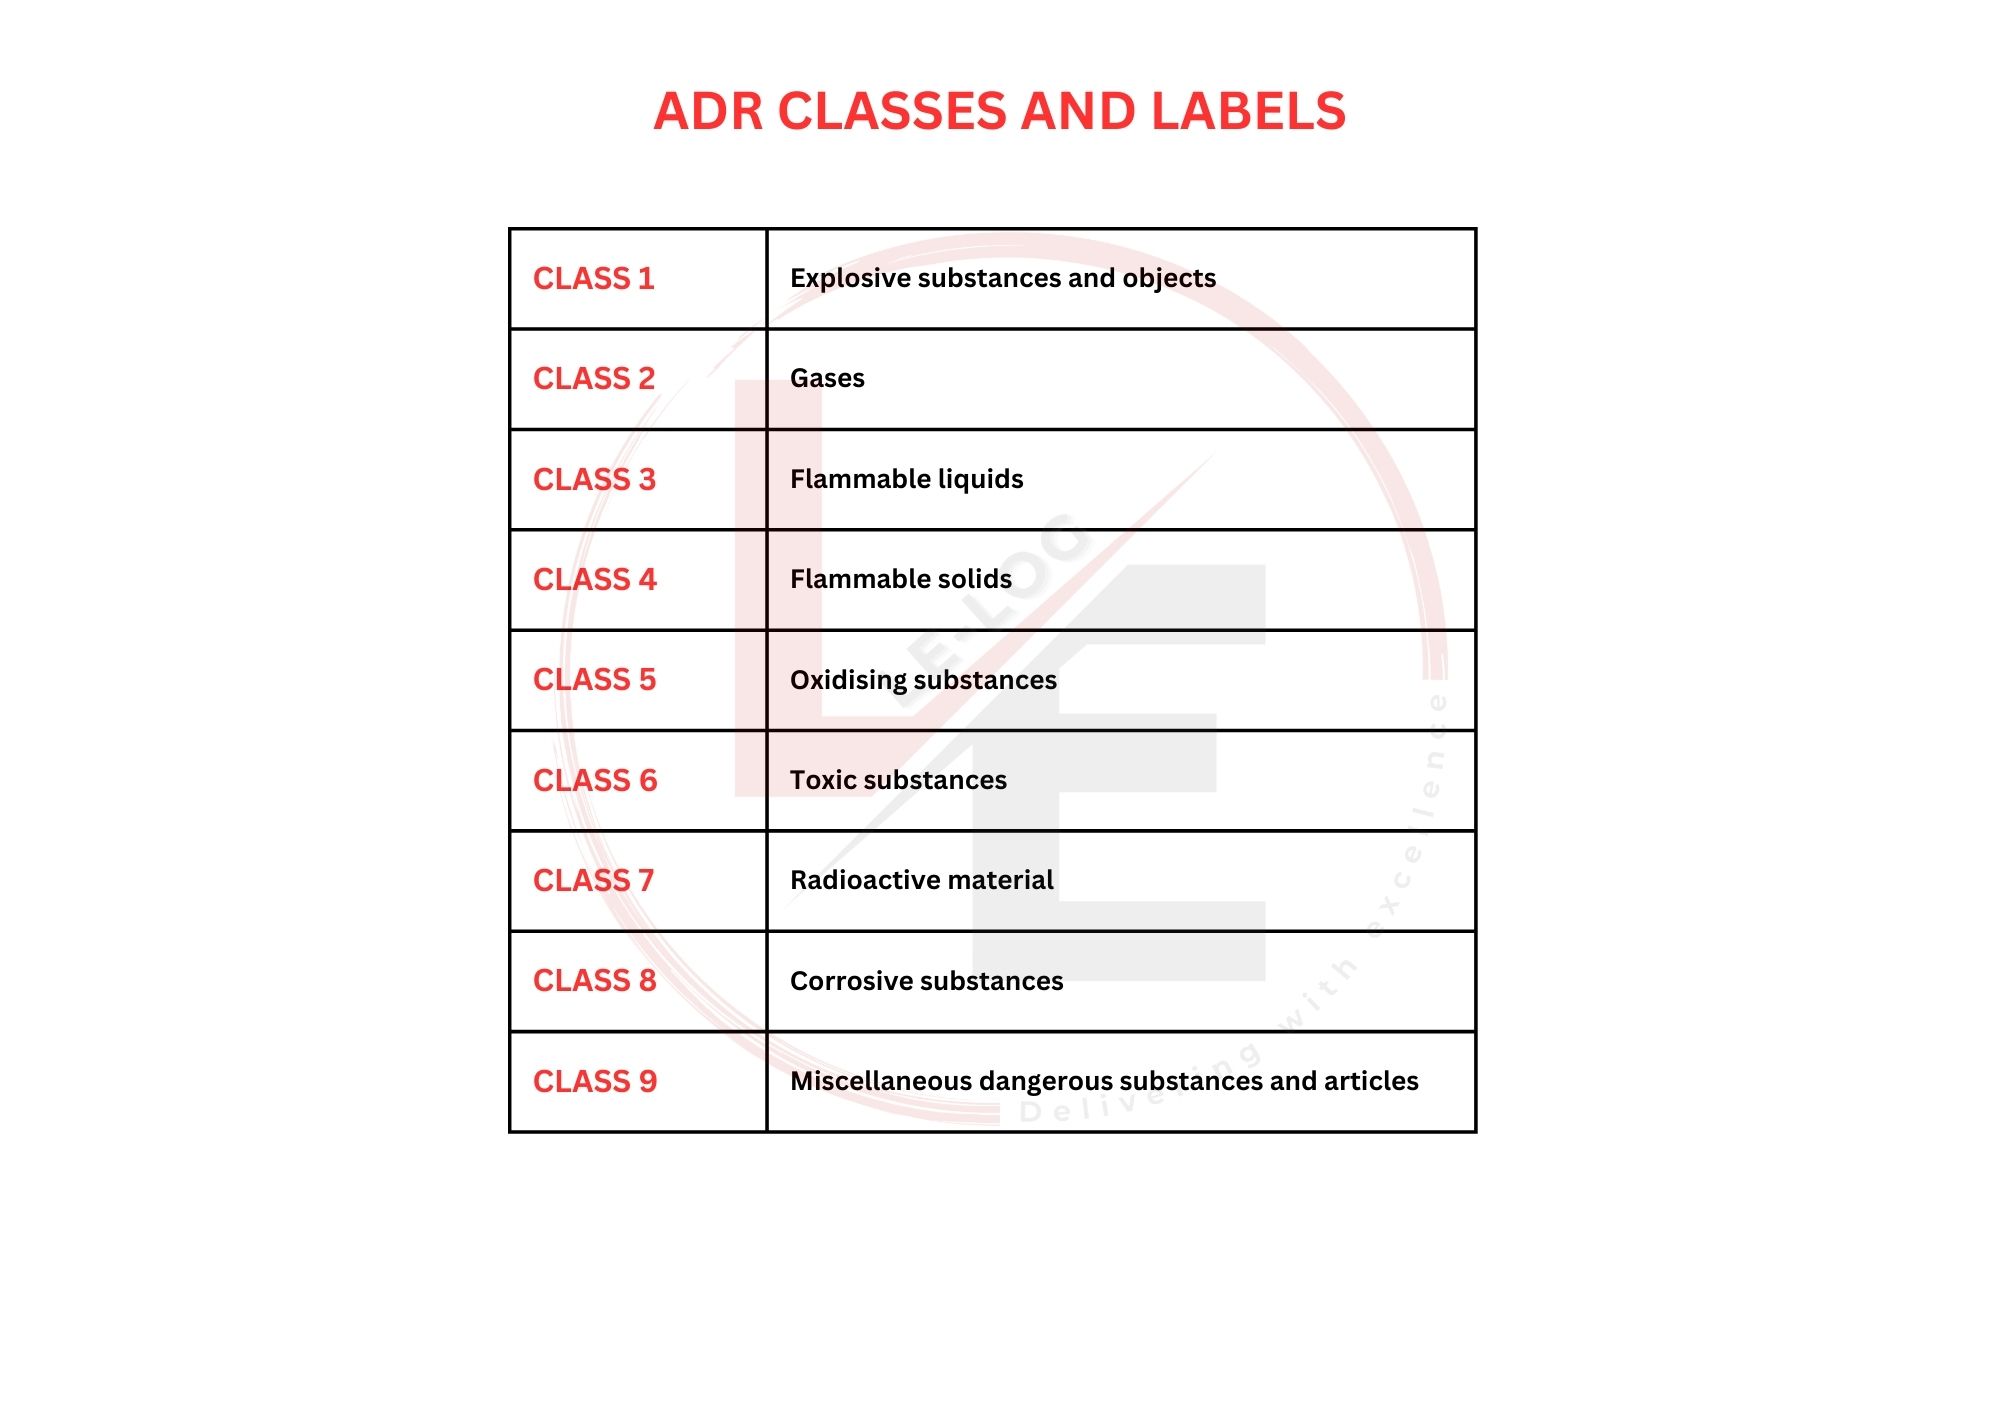 ADR CLASSES AND LABELS
CLASS 1
Explosive substances and objects
CLASS 2
Gases
CLASS 3
Flammable liquids
CLASS 4
Flammable solids
CLASS 5
Oxidising substances
CLASS 6
Toxic substances
CLASS 7
Radioactive material
CLASS 8
Corrosive substances
CLASS 9
Miscellaneous dangerous substances and articles
LE
LE-LOG
Delivering with excellence